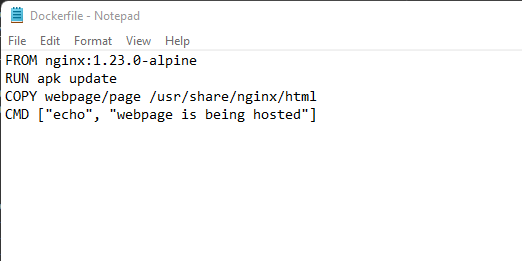 Dockerfile - Notepad
File Edit Format View Help
FROM nginx:1.23.0-alpine
RUN apk update
COPY webpage/page /usr/share/nginx/html
CMD ["echo", "webpage is being hosted"]